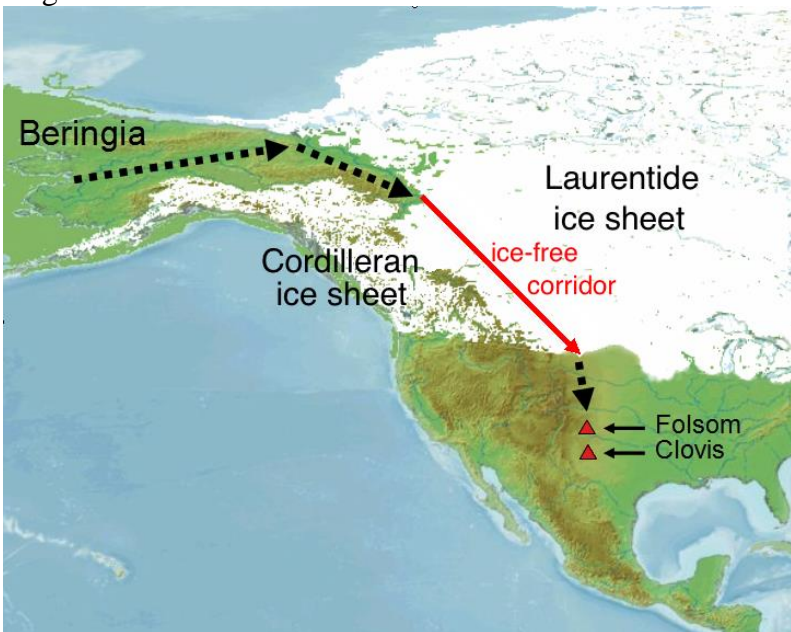 Beringia
Laurentide
ice sheet
ice-free
corridor
Cordilleran
ice sheet
Folsom
Clovis